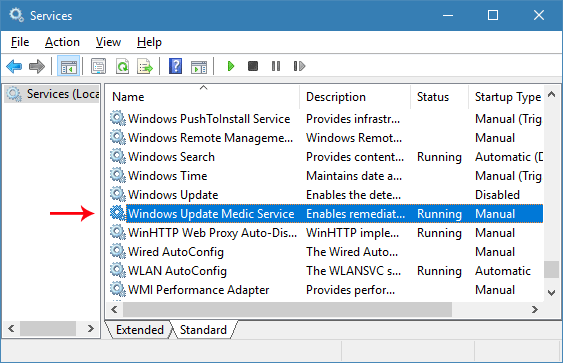 Services
File Action View Help
Services (Loca
Name Description Status Startup Type
Windows PushToInstall Service Provides infrastr... Manual (Trig
Windows Remote Manageme... Windows Remot... Manual
Windows Search Provides content... Running Automatic (D
Windows Time Maintains date a... Manual (Trig
Windows Update Enables the dete... Disabled
Windows Update Medic Service Enables remediat... Running Manual
WinHTTP Web Proxy Auto-Dis... WinHTTP imple... Running Manual
Wired AutoConfig The Wired Auto... Manual
WLAN AutoConfig The WLANSVC s... Running Automatic
WMI Performance Adapter Provides perfor... Manual
Extended Standard